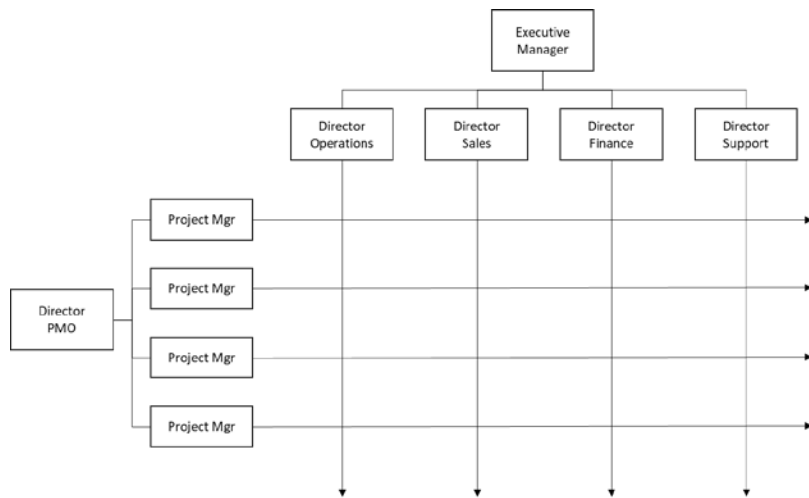 Executive
Manager
Director
Operations
Director
Sales
Director
Finance
Director
Support
Project Mgr
Project Mgr
Director
PMO
Project Mgr
Project Mgr